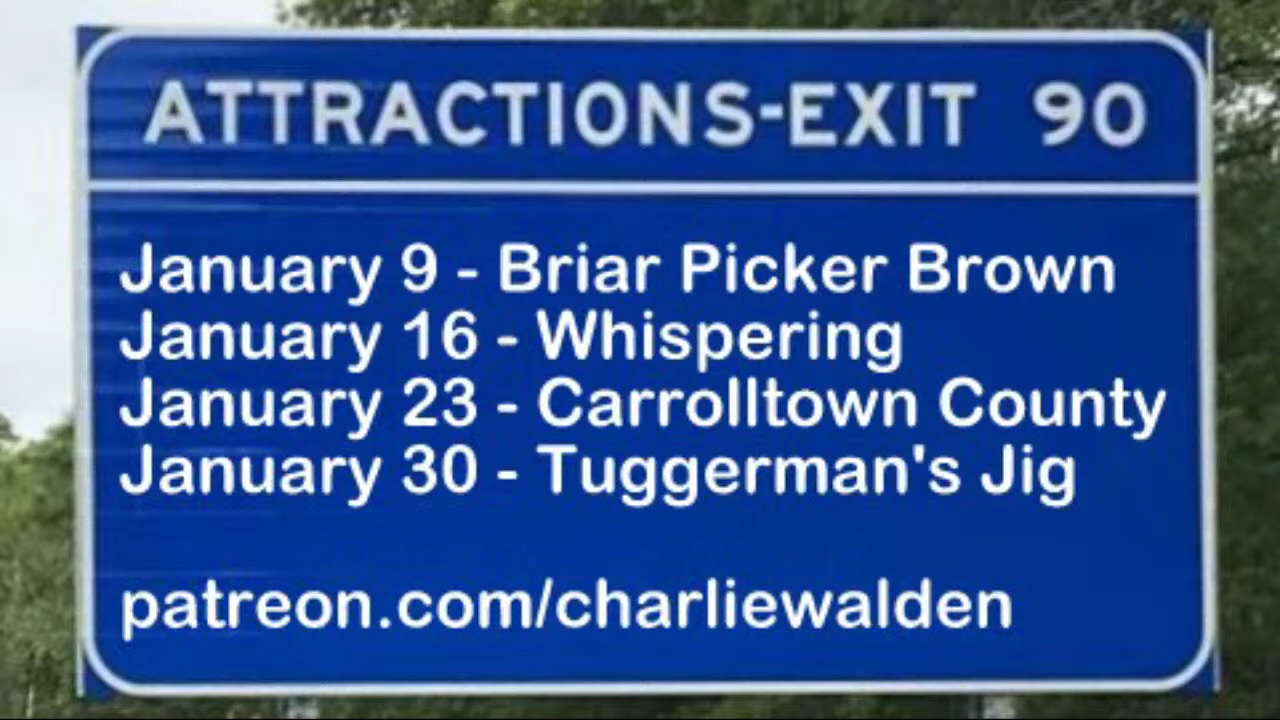 ATTRACTIONS-EXIT 90
January 9 - Briar Picker Brown
January 16 - Whispering
January 23 - Carrolltown County
January 30 - Tuggerman's Jig
patreon.com/charliewalden